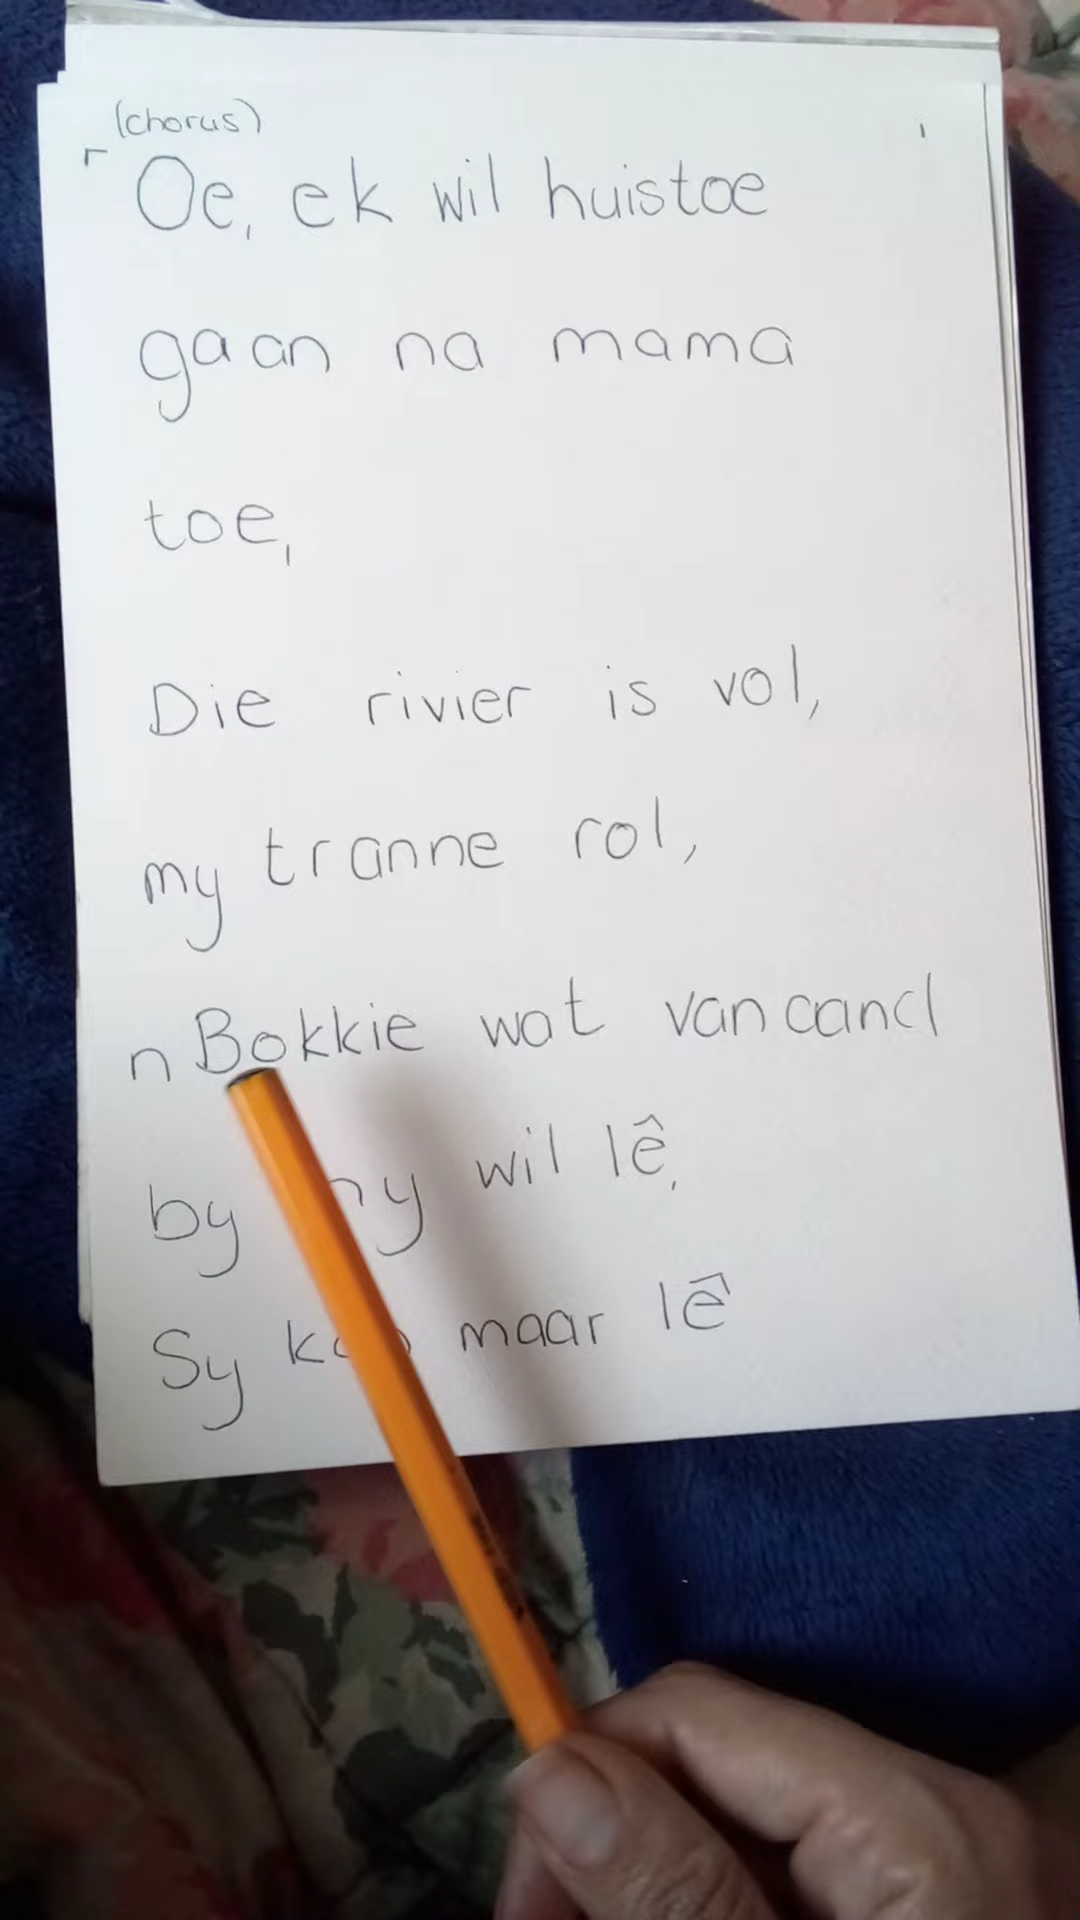 (chorus)
Oe, ek wil huistoe
gaan na mama
toe,
Die rivier is vol,
my tranne rol,
n Bokkie wat vanaand
by wil lê,
Sy maar lê